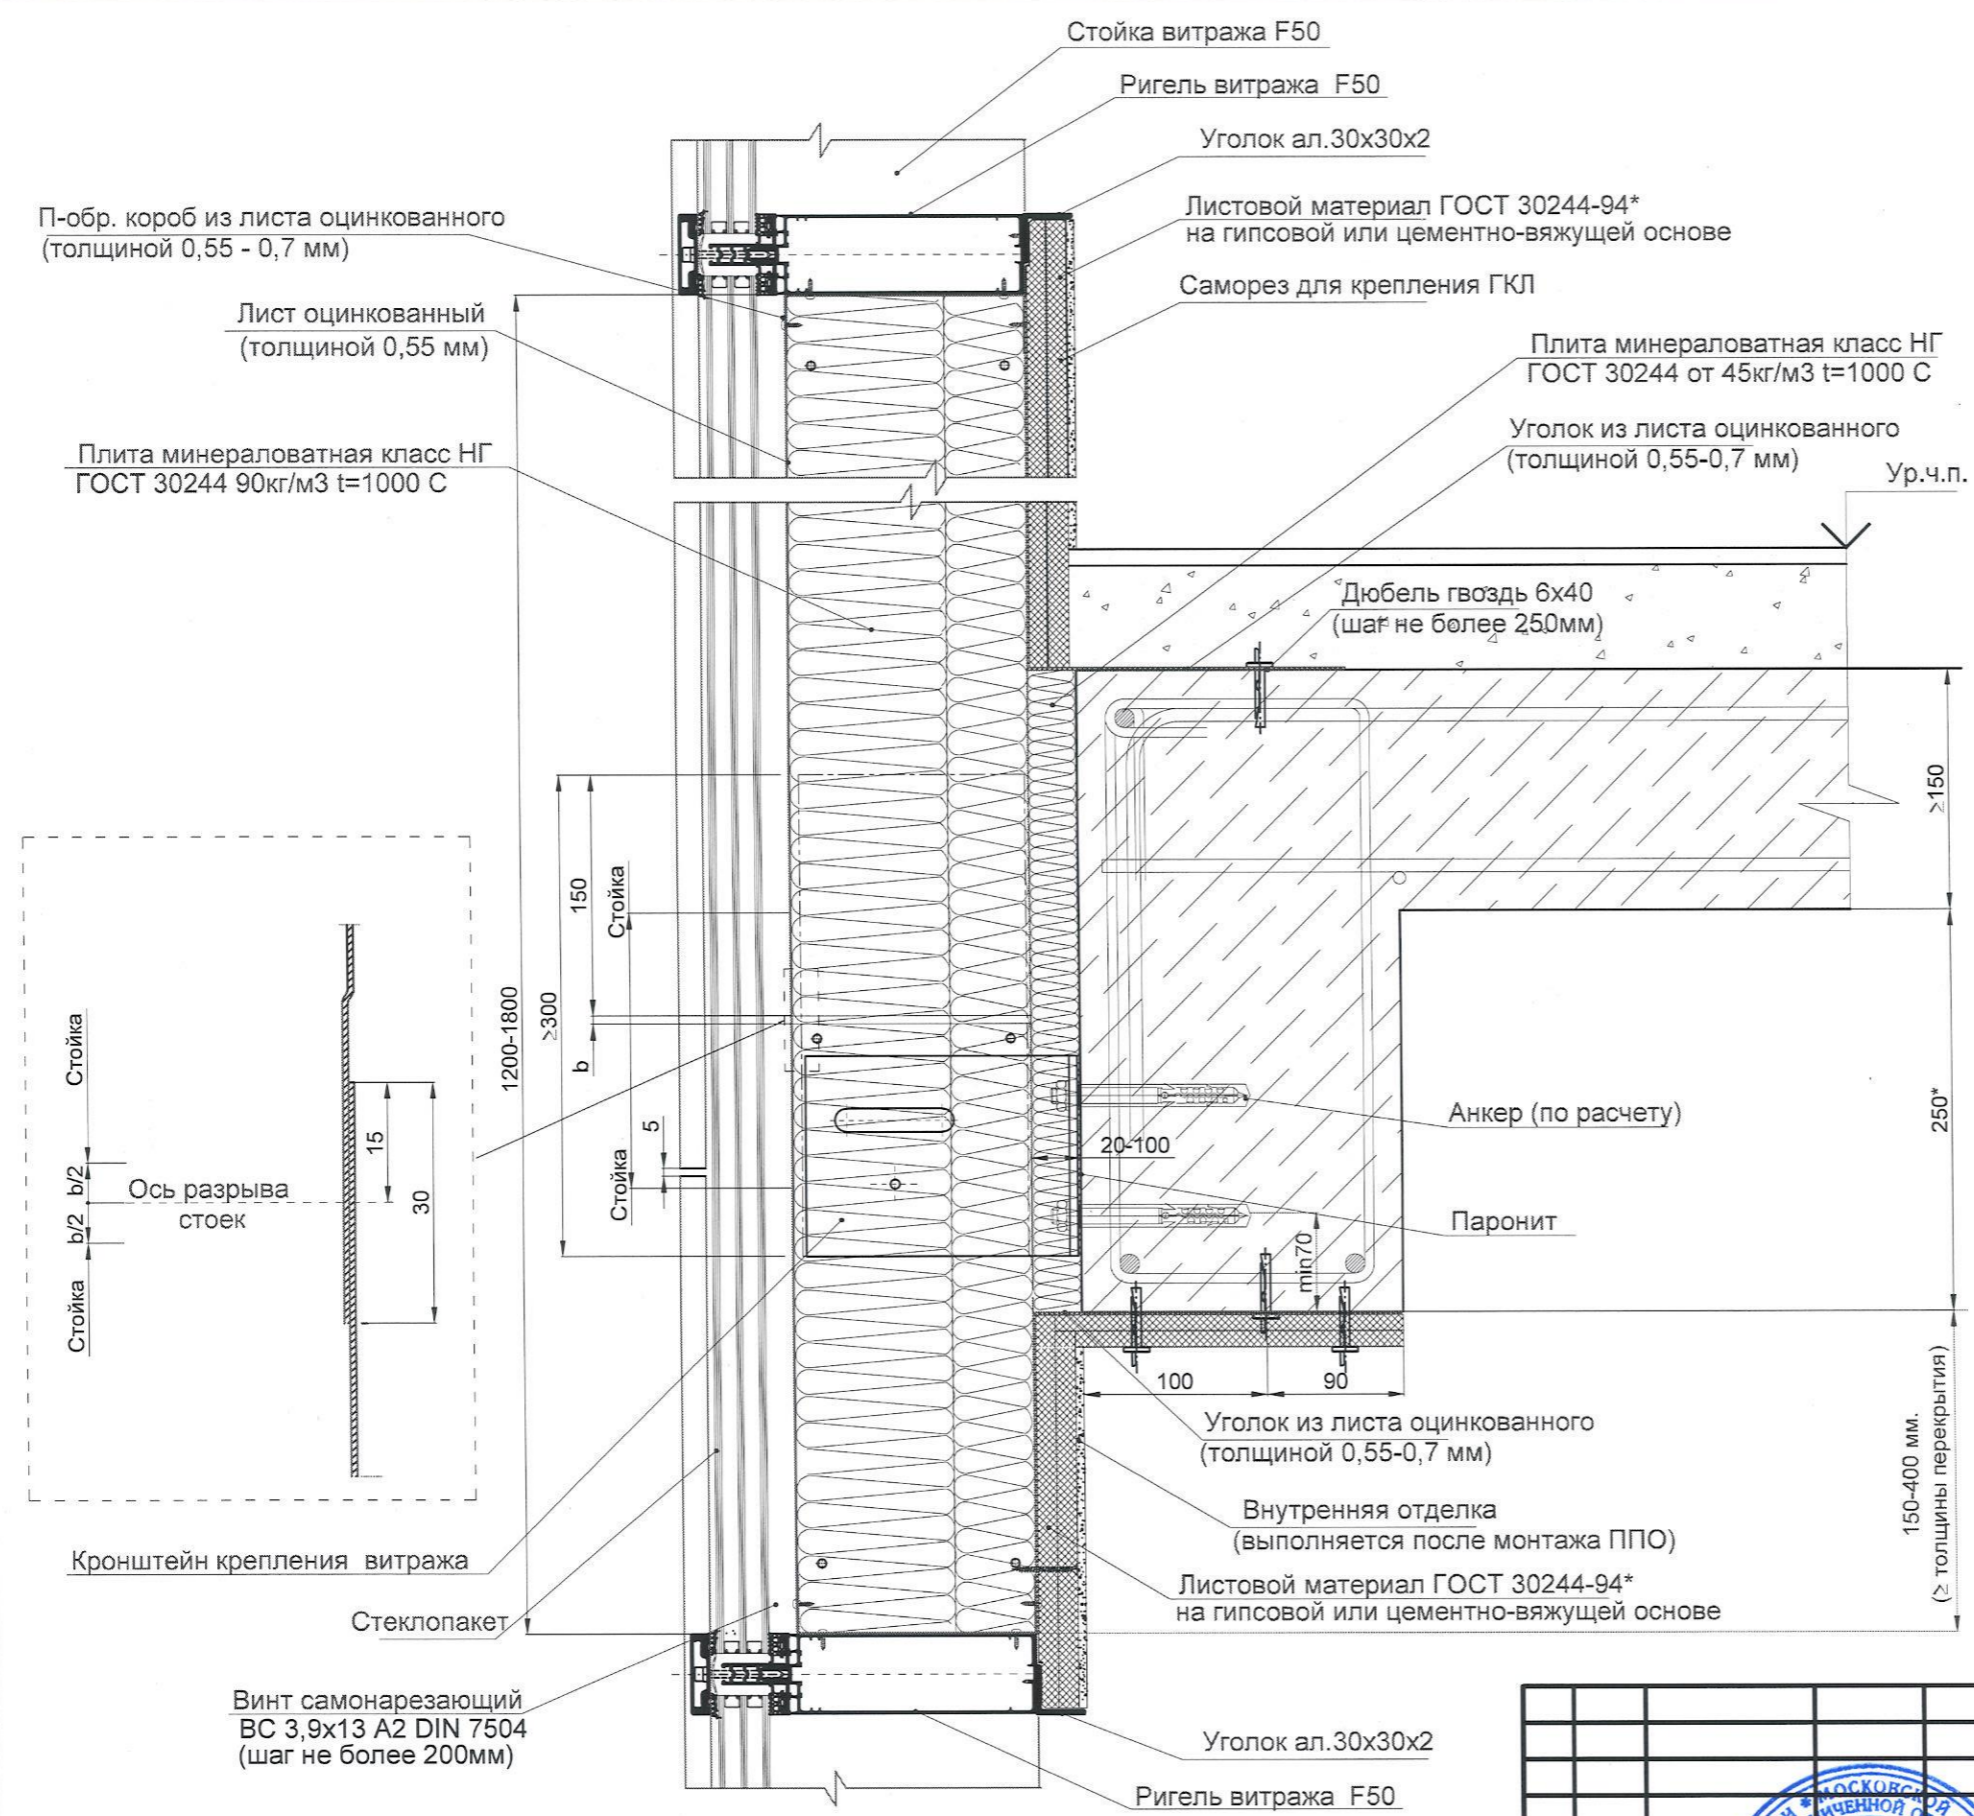 Стойка витража F50
Ригель витража F50
Уголок ал.30х30х2
Листовой материал ГОСТ 30244-94*
на гипсовой или цементно-вяжущей основе
Саморез для крепления ГКЛ
Плита минераловатная класс НГ
ГОСТ 30244 от 45кг/м3 t=1000 С
Уголок из листа оцинкованного
(толщиной 0,55-0,7 мм)
Ур.ч.п.
П-обр. короб из листа оцинкованного
(толщиной 0,55 - 0,7 мм)
Лист оцинкованный
(толщиной 0,55 мм)
Плита минераловатная класс НГ
ГОСТ 30244 90кг/м3 t=1000 С
Дюбель гвоздь 6х40
(шаг не более 250мм)
≥150
250*
150-400 мм.
(≥ толщины перекрытия)
1200-1800
≥300
150
b
Стойка
5
Стойка
Стойка
b/2
b/2
Стойка
Ось разрыва
стоек
15
30
20-100
Анкер (по расчету)
Паронит
min70
100
90
Уголок из листа оцинкованного
(толщиной 0,55-0,7 мм)
Внутренняя отделка
(выполняется после монтажа ППО)
Листовой материал ГОСТ 30244-94*
на гипсовой или цементно-вяжущей основе
Кронштейн крепления витража
Стеклопакет
Винт самонарезающий
ВС 3,9х13 А2 DIN 7504
(шаг не более 200мм)
Уголок ал.30х30х2
Ригель витража F50
МОСКОВСКОЙ